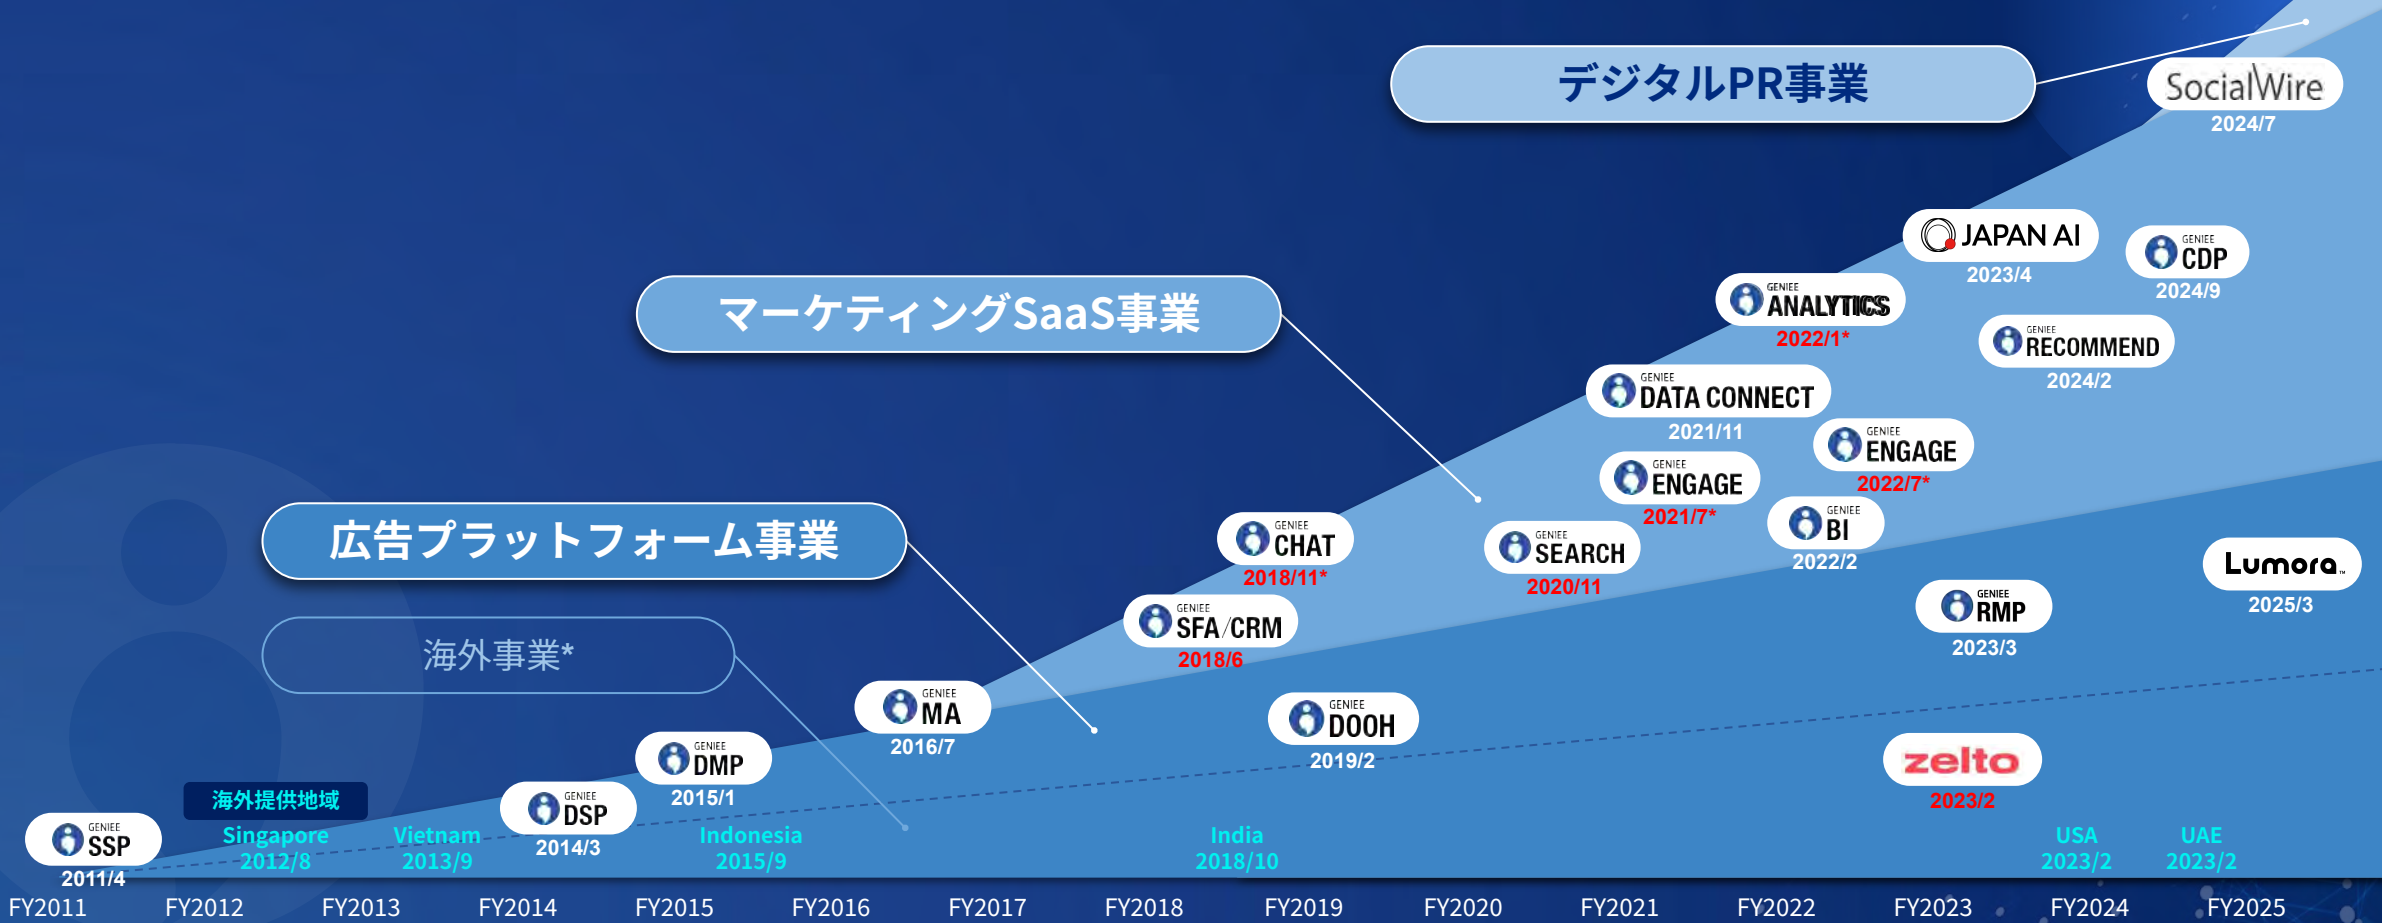 デジタルPR事業
SocialWire
2024/7
JAPAN AI
2023/4
GENIEE
CDP
2024/9
マーケティングSaaS事業
GENIEE
ANALYTICS
2022/1*
GENIEE
RECOMMEND
2024/2
GENIEE
DATA CONNECT
2021/11
GENIEE
ENGAGE
2022/7*
GENIEE
ENGAGE
2021/7*
広告プラットフォーム事業
GENIEE
CHAT
2018/11*
GENIEE
SEARCH
2020/11
GENIEE
BI
2022/2
Lumora™
2025/3
GENIEE
SFA/CRM
2018/6
GENIEE
RMP
2023/3
海外事業*
GENIEE
MA
2016/7
GENIEE
DOOH
2019/2
GENIEE
DMP
2015/1
zelto
2023/2
海外提供地域
GENIEE
DSP
2014/3
GENIEE
SSP
2011/4
Singapore
2012/8
Vietnam
2013/9
Indonesia
2015/9
India
2018/10
USA
2023/2
UAE
2023/2
FY2011 FY2012 FY2013 FY2014 FY2015 FY2016 FY2017 FY2018 FY2019 FY2020 FY2021 FY2022 FY2023 FY2024 FY2025